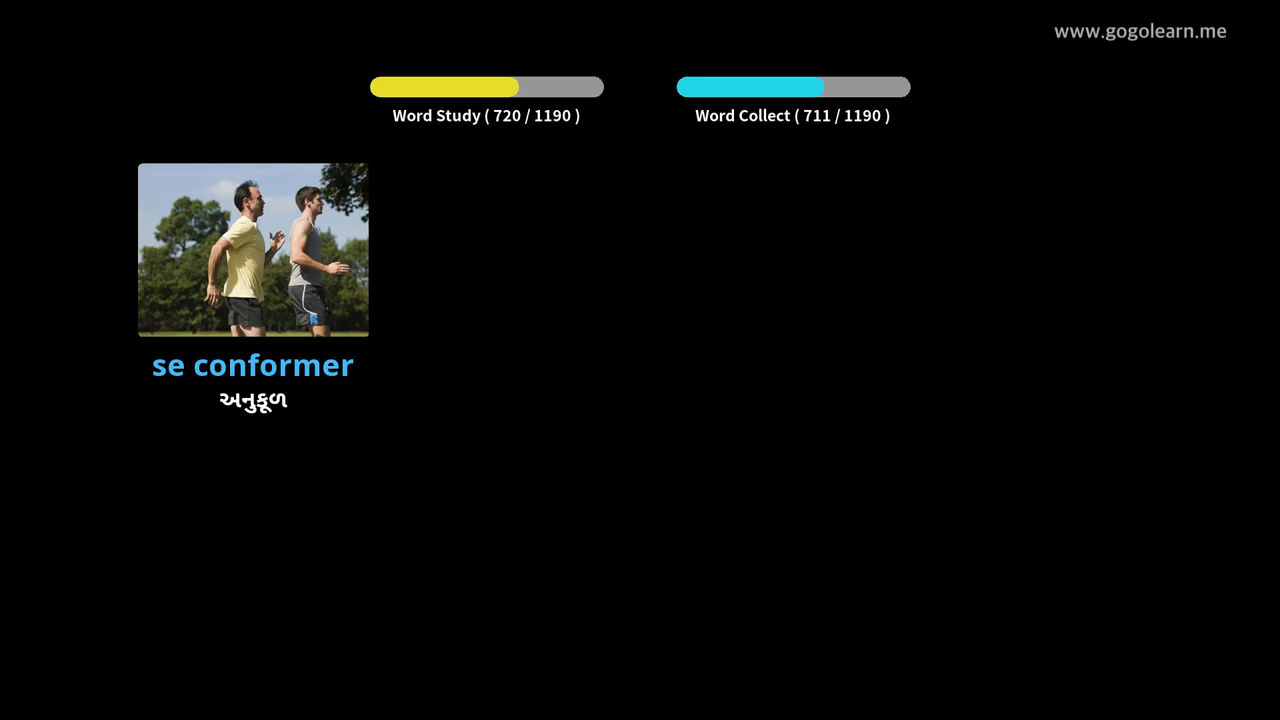 www.gogolearn.me
Word Study ( 720 / 1190 )
Word Collect ( 711 / 1190 )
se conformer
અનુકૂળ